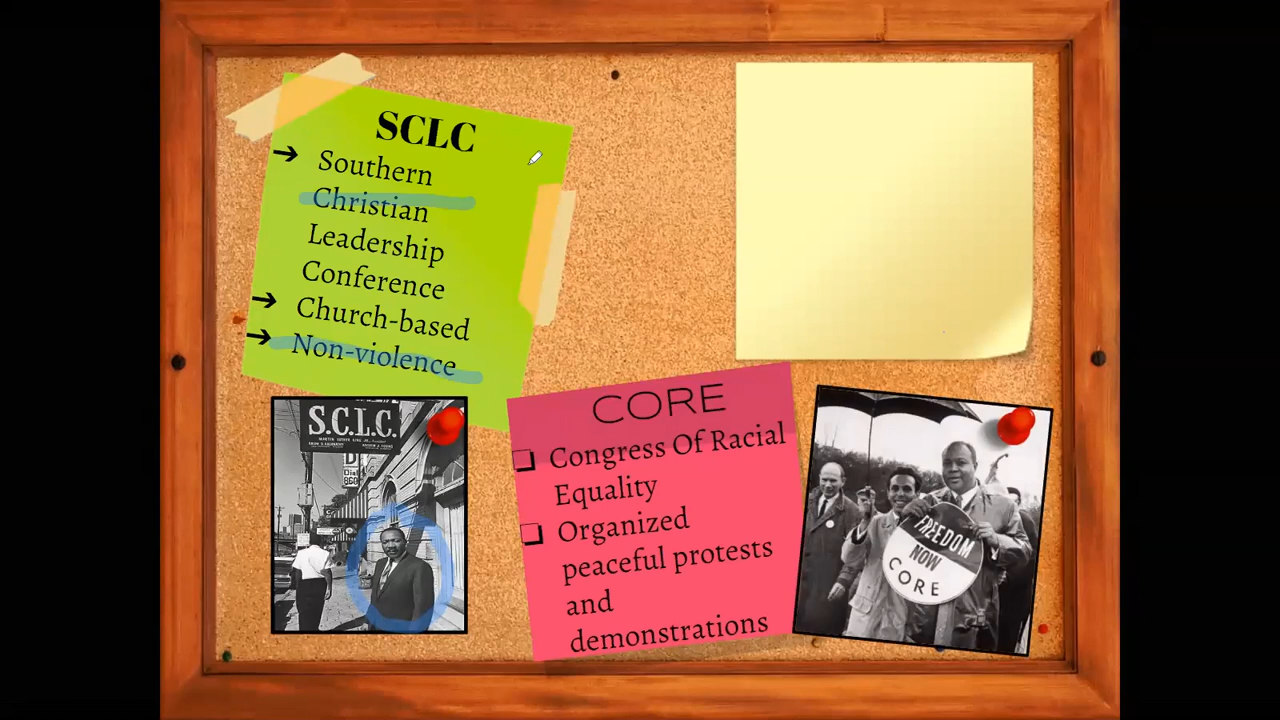 SCLC
➔ Southern
Christian
Leadership
Conference
➔ Church-based
➔ Non-violence
S.C.L.C.
CORE
❏ Congress Of Racial
Equality
❏ Organized
peaceful protests
and
demonstrations
FREEDOM
NOW
CORE